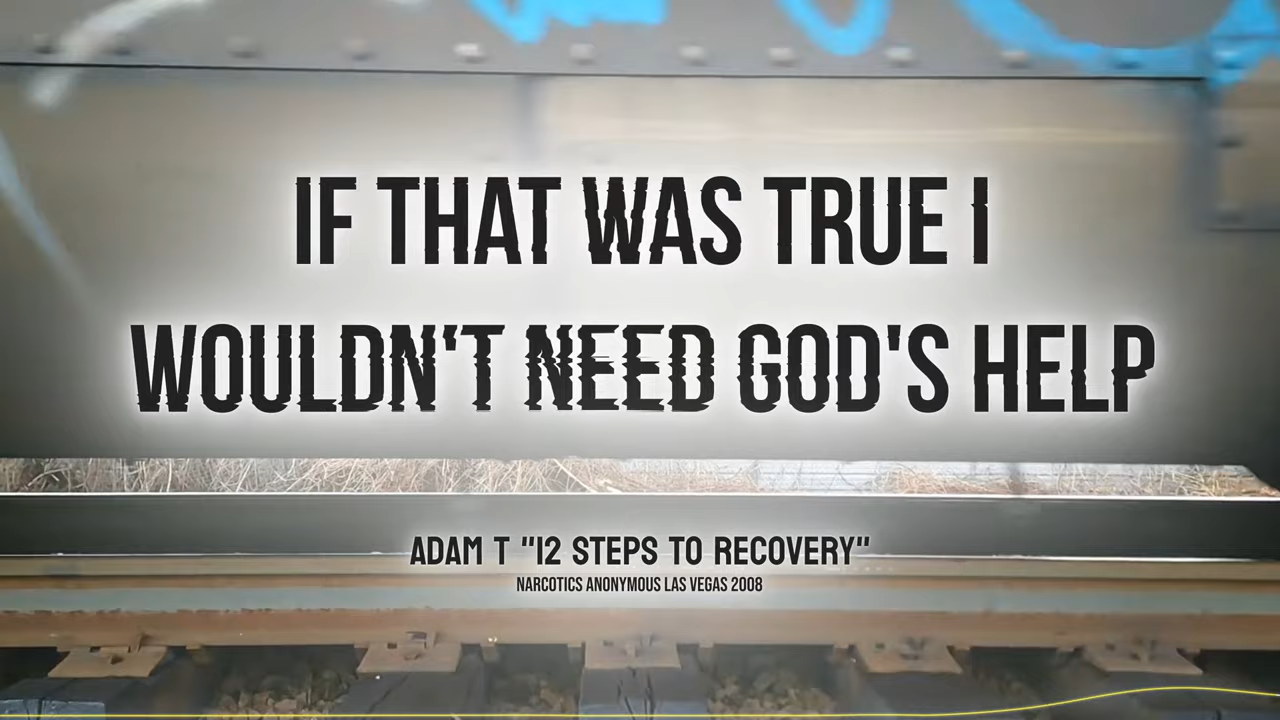 IF THAT WAS TRUE I
WOULDN'T NEED GOD'S HELP
ADAM T "12 STEPS TO RECOVERY"
NARCOTICS ANONYMOUS LAS VEGAS 2008